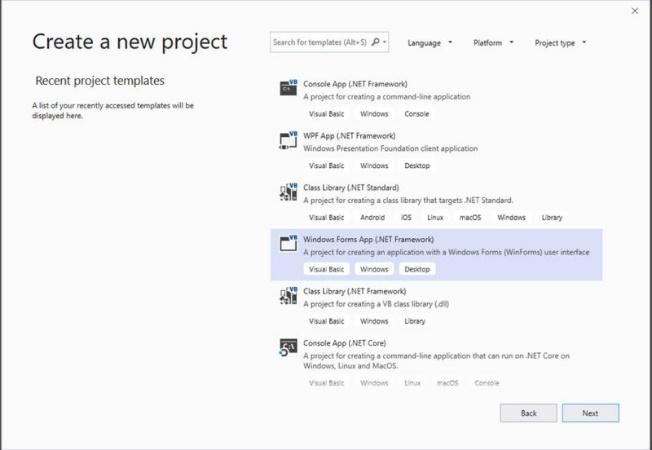 Create a new project
Search for templates (Alt+S)
Language
Platform
Project type
Recent project templates
A list of your recently accessed templates will be
displayed here.
Console App (.NET Framework)
A project for creating a command-line application
Visual Basic Windows Console
WPF App (.NET Framework)
Windows Presentation Foundation client application
Visual Basic Windows Desktop
Class Library (.NET Standard)
A project for creating a class library that targets .NET Standard.
Visual Basic Android iOS Linux macOS Windows Library
Windows Forms App (.NET Framework)
A project for creating an application with a Windows Forms (WinForms) user interface
Visual Basic Windows Desktop
Class Library (.NET Framework)
A project for creating a VB class library (.dll)
Visual Basic Windows Library
Console App (.NET Core)
A project for creating a command-line application that can run on .NET Core on
Windows, Linux and MacOS.
Visual Basic Windows Linux macOS Console
Back Next